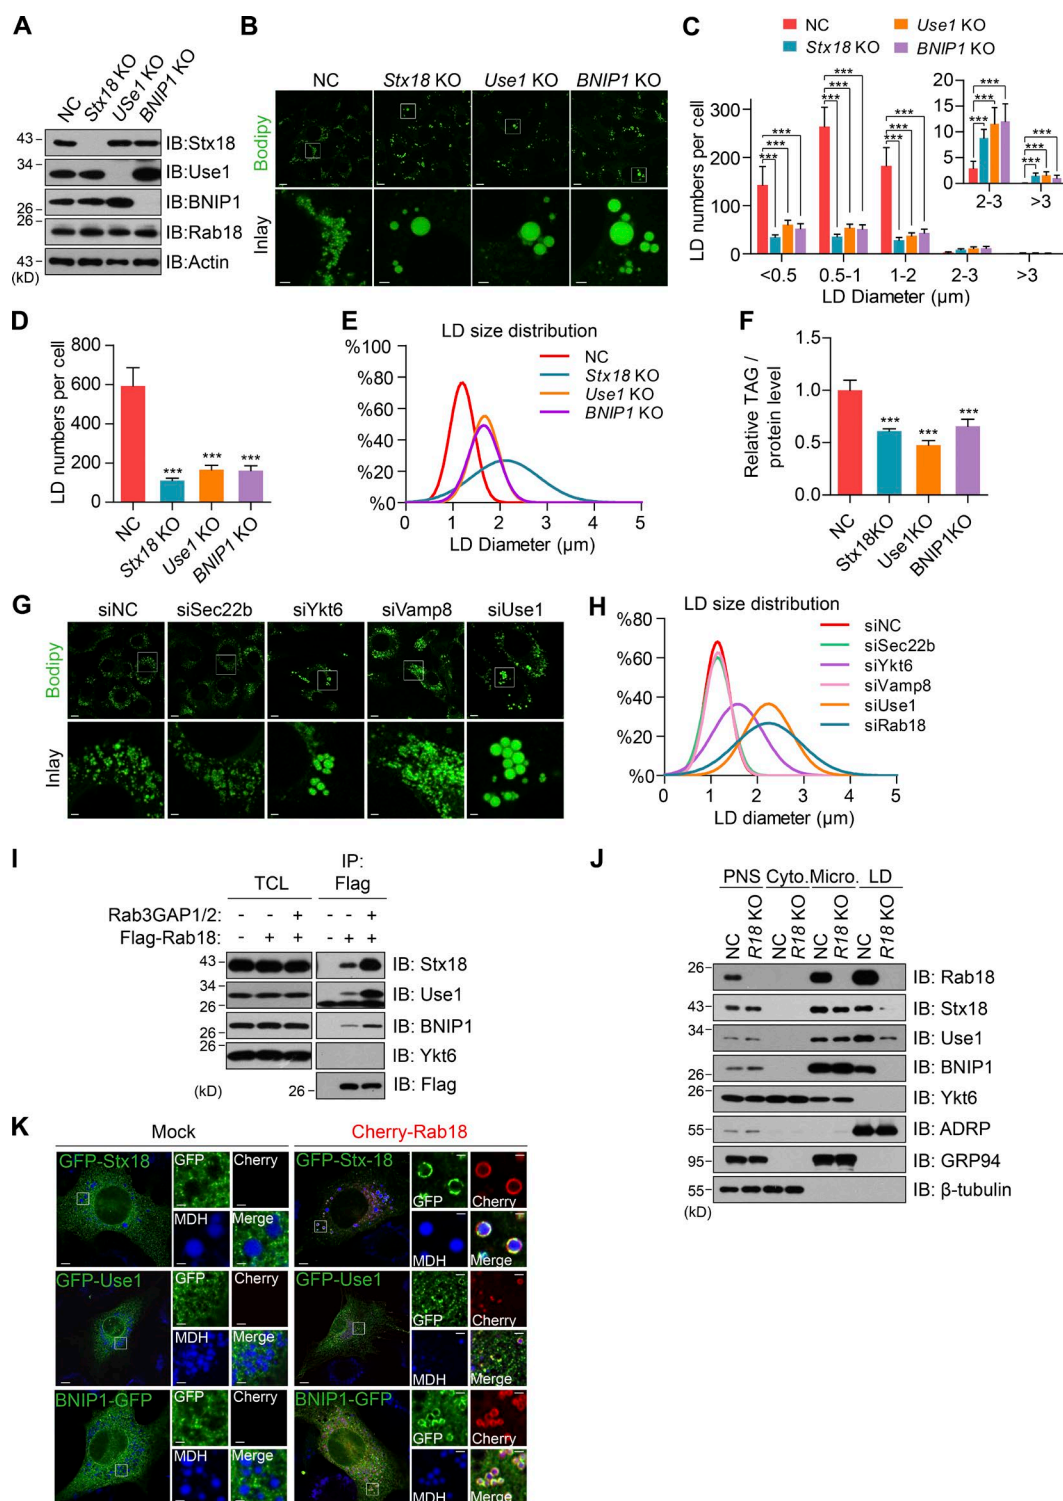 A
NC
Stx18 KO
USe1 KO
BNIP1 KO
43
IB:Stx18
34
IB:Use1
26
IB:BNIP1
26
IB:Rab18
43
IB:Actin
(kD)
B
NC
Stx18 KO
Use1 KO
BNIP1 KO
Bodipy
Inlay
C
NC
Use1 KO
Stx18 KO
BNIP1 KO
LD numbers per cell
300
200
100
0
*** *** ***
*** *** ***
*** *** ***
<0.5 0.5-1 1-2 2-3 >3
LD Diameter (µm)
20
15
10
5
0
*** *** ***
*** *** ***
2-3 >3
D
LD numbers per cell
800
600
400
200
0
*** *** ***
NC
Stx18 KO
Use1 KO
BNIP1 KO
E
LD size distribution
%100
%80
%60
%40
%20
%0
NC
Stx18 KO
Use1 KO
BNIP1 KO
0 1 2 3 4 5
LD Diameter (µm)
F
Relative TAG /
protein level
1.5
1.0
0.5
0.0
*** *** ***
NC
Stx18KO
Use1KO
BNIP1KO
G
siNC siSec22b siYkt6 siVamp8 siUse1
Bodipy
Inlay
H
LD size distribution
%80
%60
%40
%20
%0
siNC
siSec22b
siYkt6
siVamp8
siUse1
siRab18
0 1 2 3 4 5
LD diameter (µm)
I
TCL
IP:
Flag
Rab3GAP1/2: - - + - - +
Flag-Rab18: - + + - + +
43
IB: Stx18
34
26
IB: Use1
26
IB: BNIP1
26
IB: Ykt6
(kD)
26
IB: Flag
J
PNS Cyto. Micro. LD
NC
R18 KO
NC
R18 KO
NC
R18 KO
NC
R18 KO
26
IB: Rab18
43
IB: Stx18
34
IB: Use1
26
IB: BNIP1
26
IB: Ykt6
55
IB: ADRP
95
IB: GRP94
55
IB: β-tubulin
(kD)
K
Mock
Cherry-Rab18
GFP-Stx18
GFP Cherry
MDH Merge
GFP-Stx-18
GFP Cherry
MDH Merge
GFP-Use1
GFP Cherry
MDH Merge
GFP-Use1
GFP Cherry
MDH Merge
BNIP1-GFP
GFP Cherry
MDH Merge
BNIP1-GFP
GFP Cherry
MDH Merge